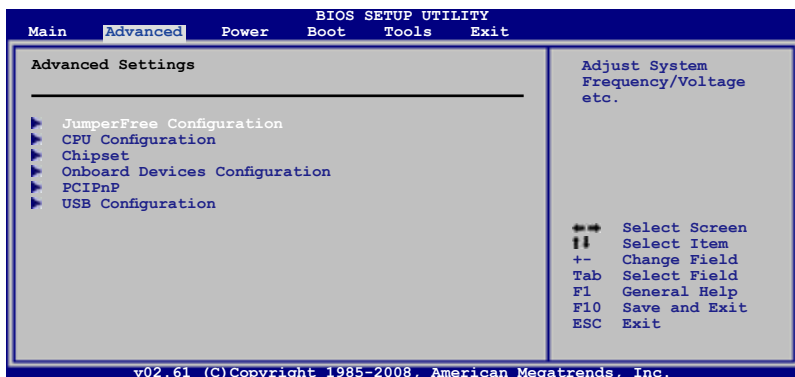 BIOS SETUP UTILITY
Main Advanced Power Boot Tools Exit
Advanced Settings
JumperFree Configuration
CPU Configuration
Chipset
Onboard Devices Configuration
PCIPnP
USB Configuration
Adjust System
Frequency/Voltage
etc.
Select Screen
Select Item
+- Change Field
Tab Select Field
F1 General Help
F10 Save and Exit
ESC Exit
v02.61 (C)Copyright 1985-2008, American Megatrends, Inc.